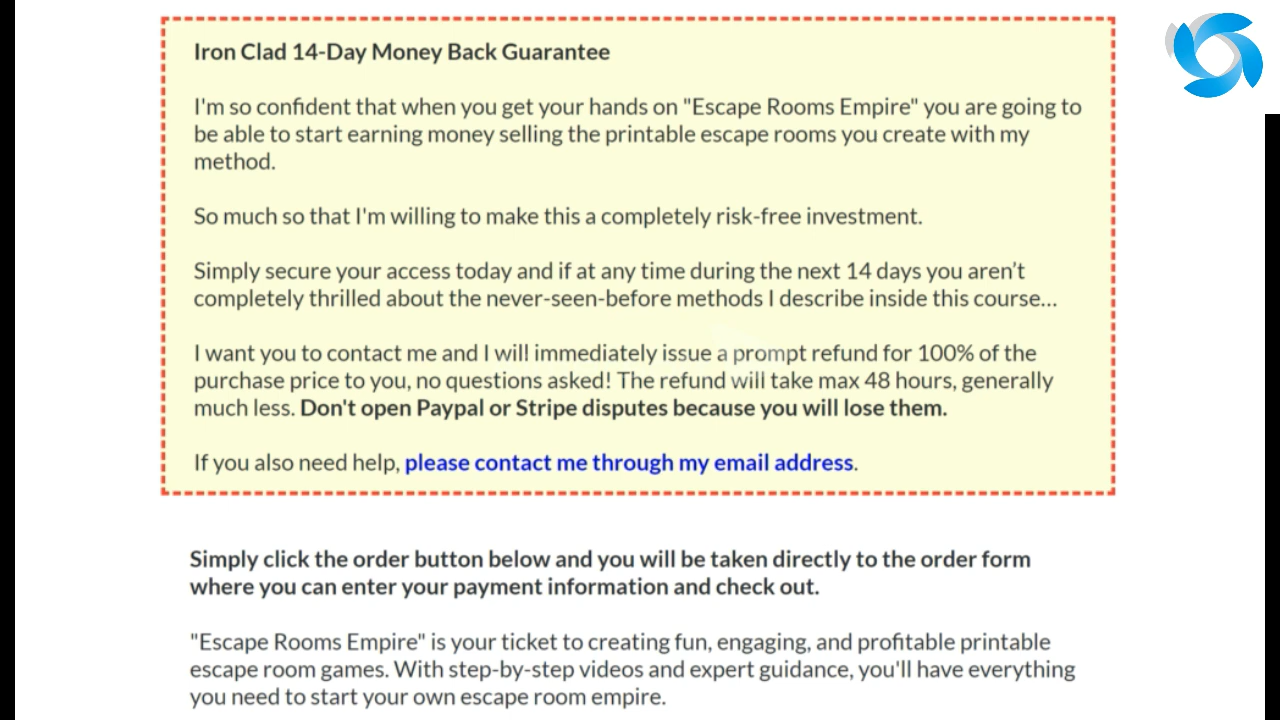 Iron Clad 14-Day Money Back Guarantee
I'm so confident that when you get your hands on "Escape Rooms Empire" you are going to
be able to start earning money selling the printable escape rooms you create with my
method.
So much so that I'm willing to make this a completely risk-free investment.
Simply secure your access today and if at any time during the next 14 days you aren’t
completely thrilled about the never-seen-before methods I describe inside this course…
I want you to contact me and I will immediately issue a prompt refund for 100% of the
purchase price to you, no questions asked! The refund will take max 48 hours, generally
much less. Don't open Paypal or Stripe disputes because you will lose them.
If you also need help, please contact me through my email address.
Simply click the order button below and you will be taken directly to the order form
where you can enter your payment information and check out.
"Escape Rooms Empire" is your ticket to creating fun, engaging, and profitable printable
escape room games. With step-by-step videos and expert guidance, you'll have everything
you need to start your own escape room empire.